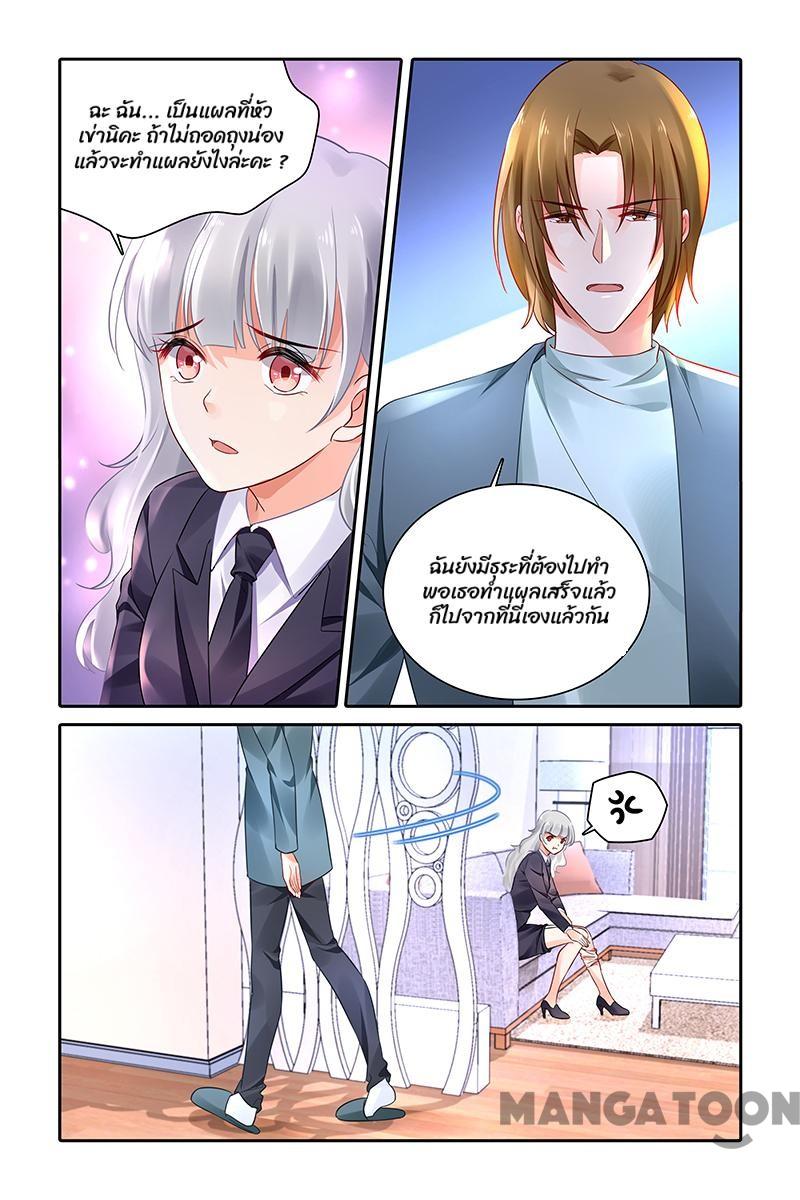 ฉะ ฉัน... เป็นแผลที่หัว
เข่านิคะ ถ้าไม่ถอดถุงน่อง
แล้วจะทำแผลยังไงล่ะคะ ?
ฉันยังมีธุระที่ต้องไปทำ
พอเธอทำแผลเสร็จแล้ว
ก็ไปจากที่นี่เองแล้วกัน
MANGATOON